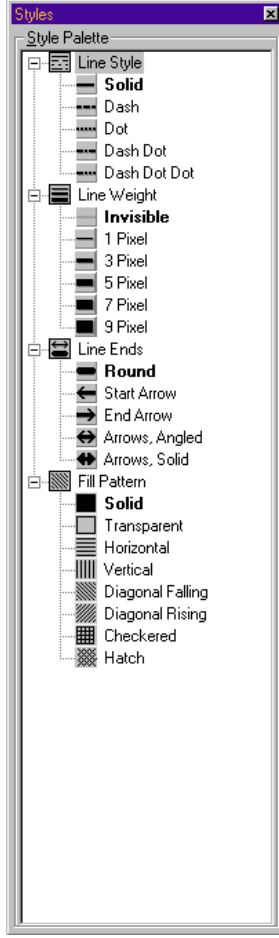 Styles
Style Palette
Line Style
Solid
Dash
Dot
Dash Dot
Dash Dot Dot
Line Weight
Invisible
1 Pixel
3 Pixel
5 Pixel
7 Pixel
9 Pixel
Line Ends
Round
Start Arrow
End Arrow
Arrows, Angled
Arrows, Solid
Fill Pattern
Solid
Transparent
Horizontal
Vertical
Diagonal Falling
Diagonal Rising
Checkered
Hatch